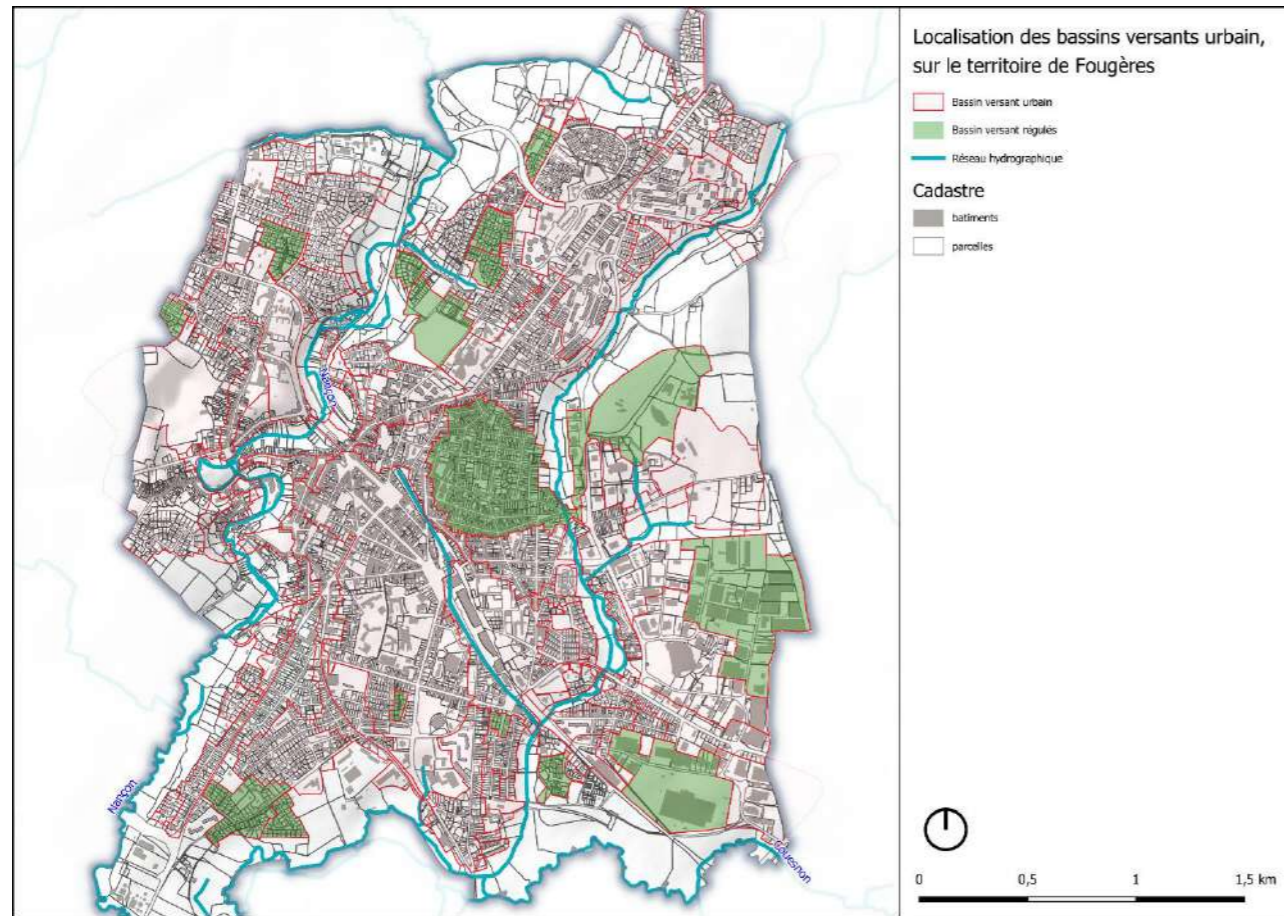 Localisation des bassins versants urbain,
sur le territoire de Fougères
Bassin versant urbain
Bassin versant régulés
Réseau hydrographique
Cadastre
batiments
parcelles
Nançon
Nançon
Couesnon
0 0,5 1 1,5 km